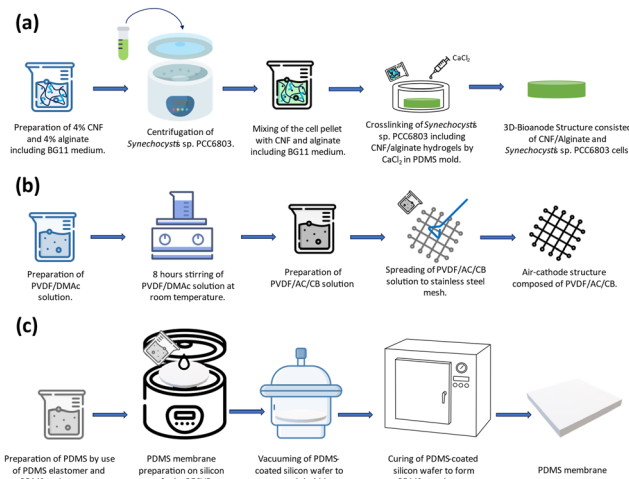 (a)
CaCl2
Preparation of 4% CNF
and 4% alginate
including BG11 medium.
Centrifugation of
Synechocystis sp. PCC6803.
Mixing of the cell pellet
with CNF and alginate
including BG11 medium.
Crosslinking of Synechocystis
sp. PCC6803 including
CNF/alginate hydrogels by
CaCl2 in PDMS mold.
3D-Bioanode Structure consisted
of CNF/Alginate and
Synechocystis sp. PCC6803 cells
(b)
Preparation of
PVDF/DMAc
solution.
8 hours stirring of
PVDF/DMAc solution at
room temperature.
Preparation of
PVDF/AC/CB solution
Spreading of PVDF/AC/CB
solution to stainless steel
mesh.
Air-cathode structure
composed of PVDF/AC/CB.
(c)
Preparation of PDMS by use
of PDMS elastomer and
PDMS membrane
preparation on silicon
Vacuuming of PDMS-
coated silicon wafer to
Curing of PDMS-coated
silicon wafer to form
PDMS membrane